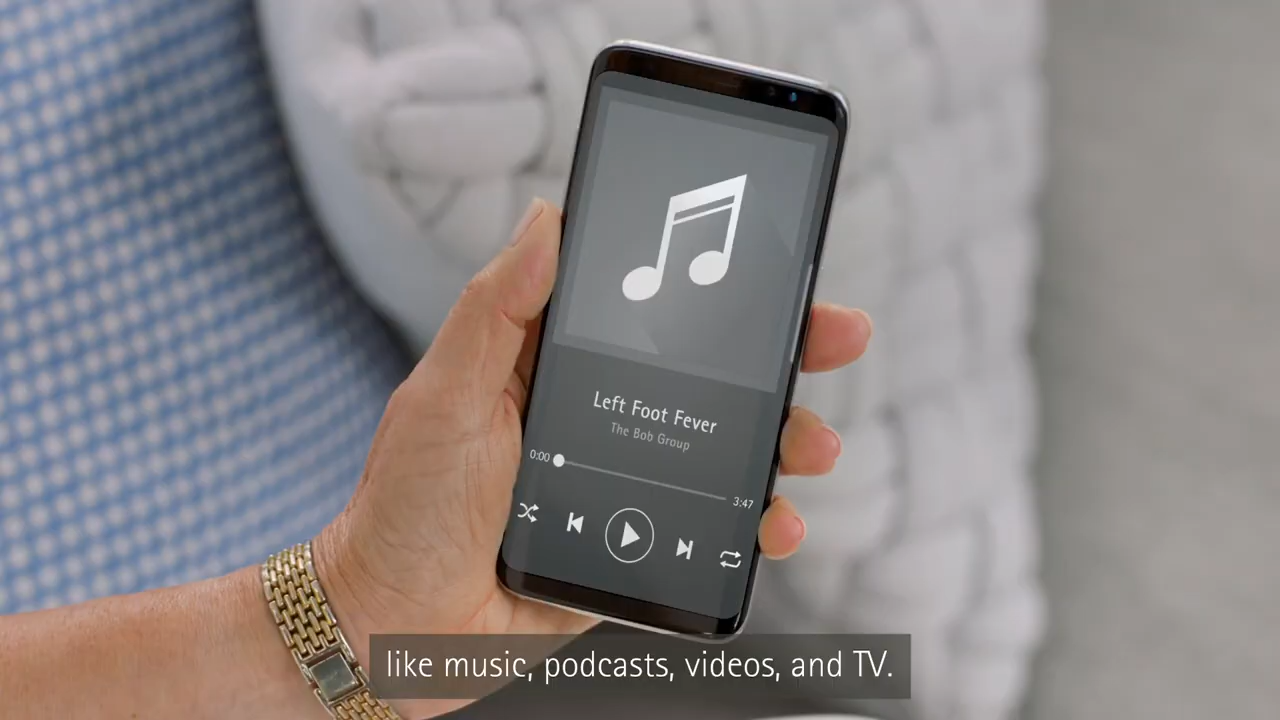 Left Foot Fever
The Bob Group
0:00
3:47
like music, podcasts, videos, and TV.